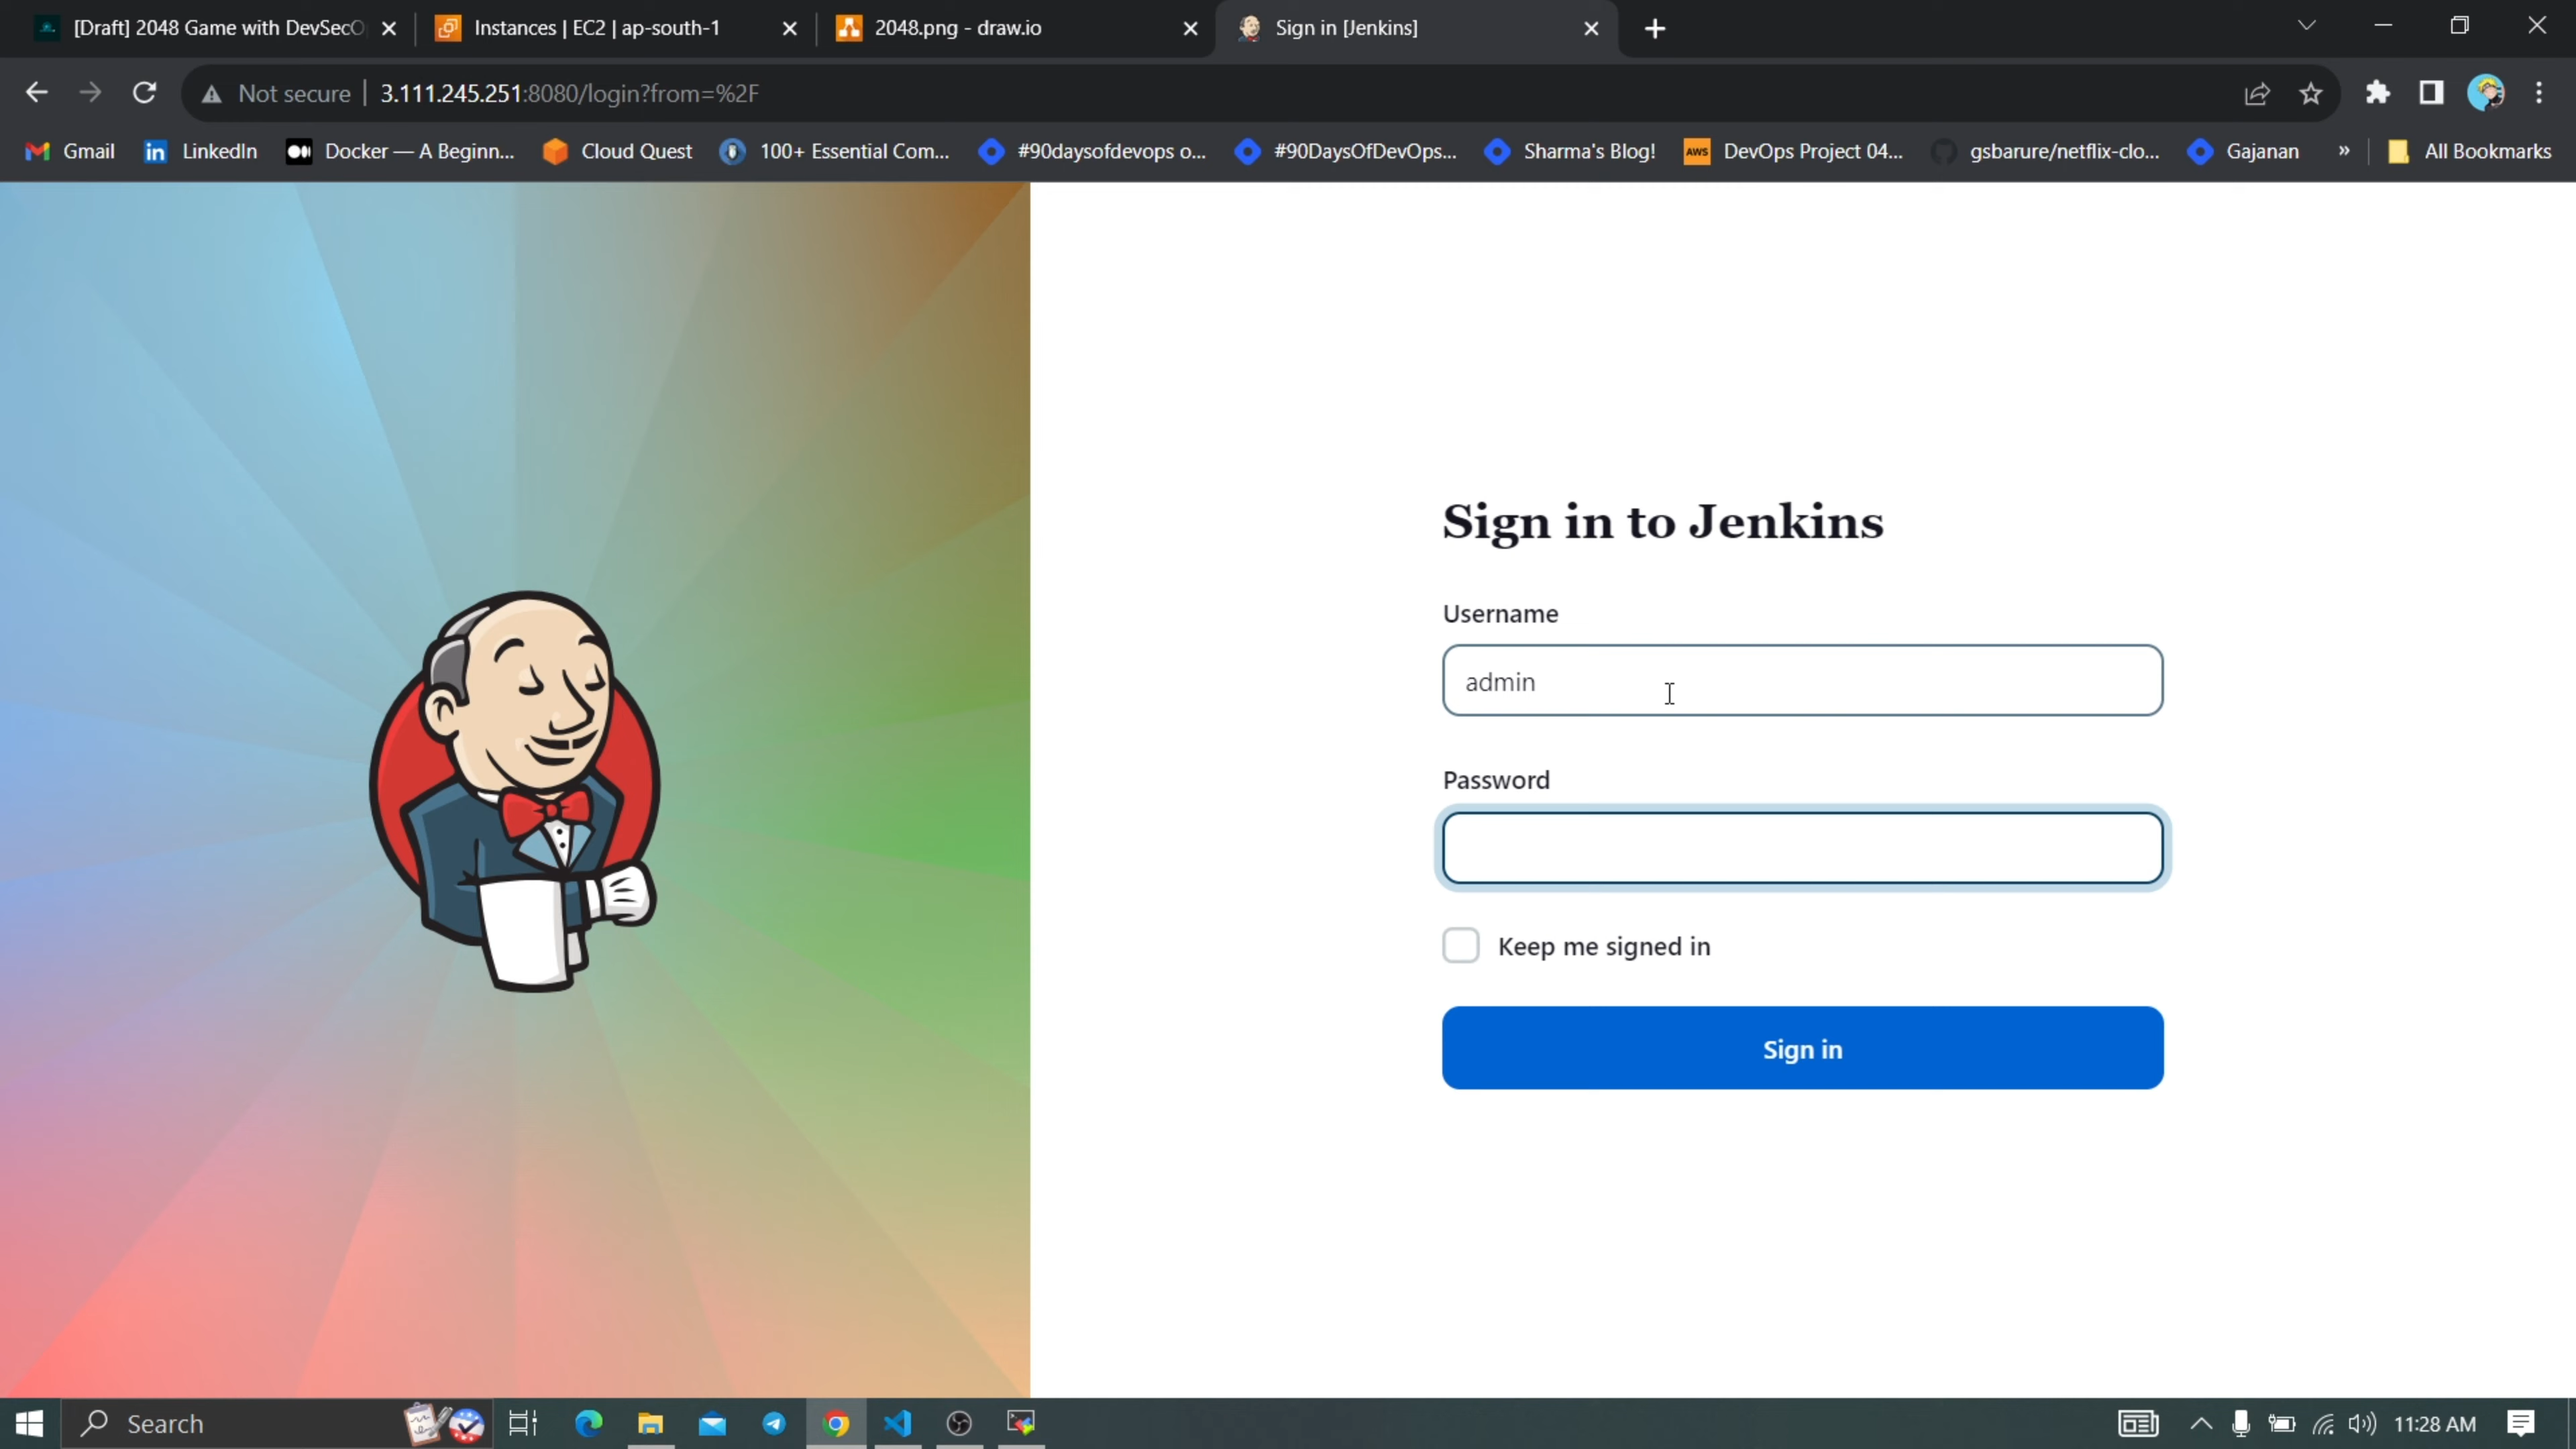 [Draft] 2048 Game with DevSecO
Instances | EC2 | ap-south-1
2048.png - draw.io
Sign in [Jenkins]
Not secure | 3.111.245.251:8080/login?from=%2F
Gmail
LinkedIn
Docker — A Beginn...
Cloud Quest
100+ Essential Com...
#90daysofdevops o...
#90DaysOfDevOps...
Sharma's Blog!
aws
DevOps Project 04...
gsbarure/netflix-clo...
Gajanan
»
All Bookmarks
Sign in to Jenkins
Username
admin
Password
Keep me signed in
Sign in
Search
11:28 AM